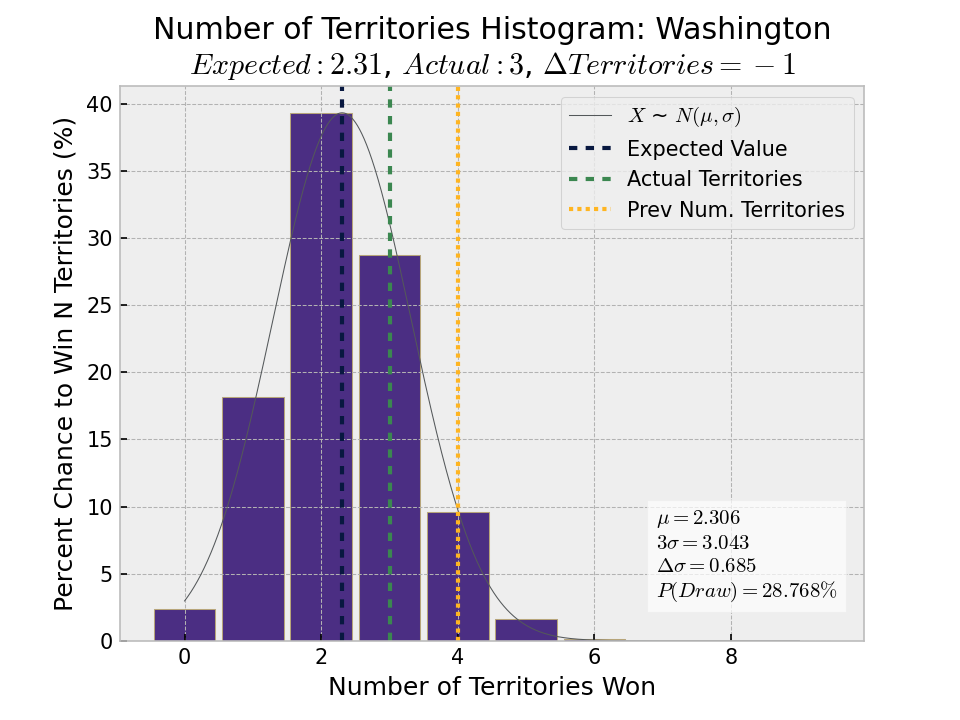 Number of Territories Histogram: Washington
Expected : 2.31, Actual : 3, ΔTerritories = −1
40
35
30
25
20
15
10
5
0
Percent Chance to Win N Territories (%)
X ~ N(μ, σ)
Expected Value
Actual Territories
Prev Num. Territories
μ = 2.306
3σ = 3.043
Δσ = 0.685
P(Draw) = 28.768%
0 2 4 6 8
Number of Territories Won